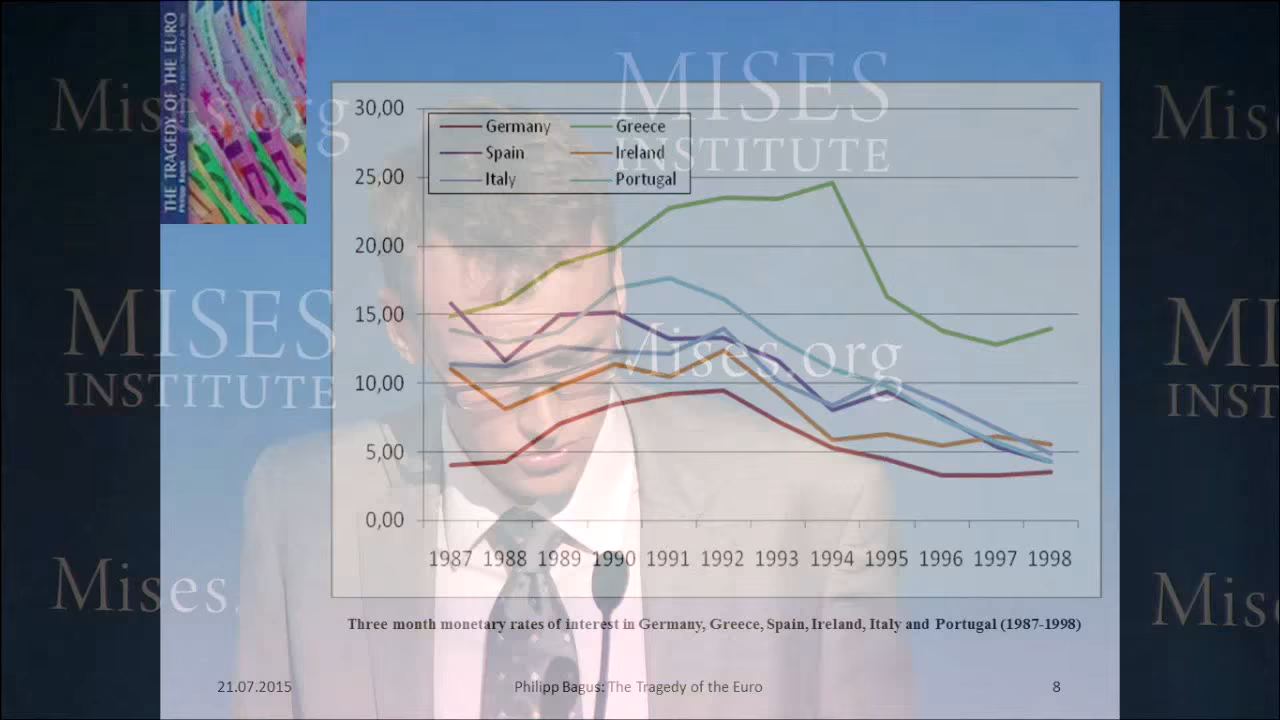 THE TRAGEDY OF THE EURO
Philipp Bagus
Mises.org
MISES
INSTITUTE
Mises
30,00
25,00
20,00
15,00
10,00
5,00
0,00
Germany
Greece
Spain
Ireland
Italy
Portugal
MISES
INSTITUTE
Mises.org
MI
INST
1987 1988 1989 1990 1991 1992 1993 1994 1995 1996 1997 1998
Mises.
Mis
Three month monetary rates of interest in Germany, Greece, Spain, Ireland, Italy and Portugal (1987-1998)
21.07.2015
Philipp Bagus: The Tragedy of the Euro
8